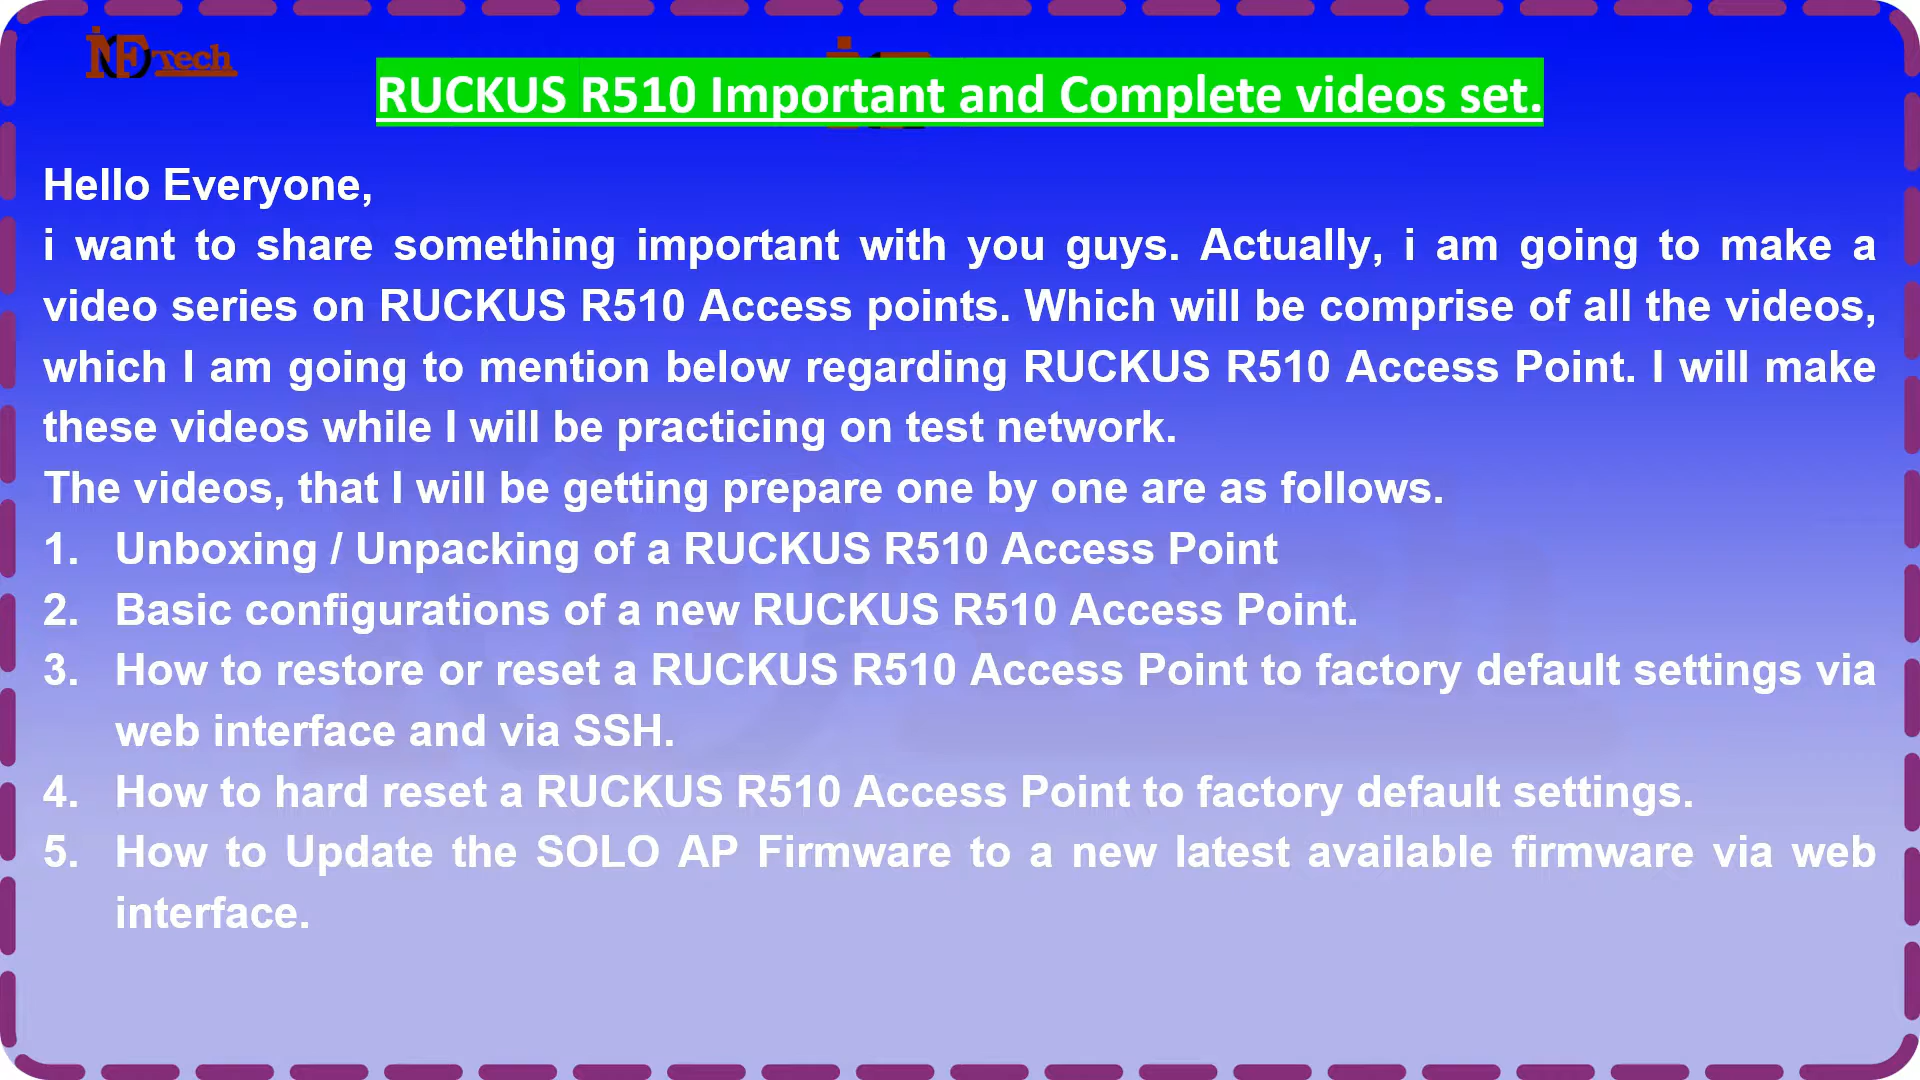 iNFOTech
RUCKUS R510 Important and Complete videos set.
Hello Everyone,
i want to share something important with you guys. Actually, i am going to make a
video series on RUCKUS R510 Access points. Which will be comprise of all the videos,
which I am going to mention below regarding RUCKUS R510 Access Point. I will make
these videos while I will be practicing on test network.
The videos, that I will be getting prepare one by one are as follows.
1. Unboxing / Unpacking of a RUCKUS R510 Access Point
2. Basic configurations of a new RUCKUS R510 Access Point.
3. How to restore or reset a RUCKUS R510 Access Point to factory default settings via
web interface and via SSH.
4. How to hard reset a RUCKUS R510 Access Point to factory default settings.
5. How to Update the SOLO AP Firmware to a new latest available firmware via web
interface.